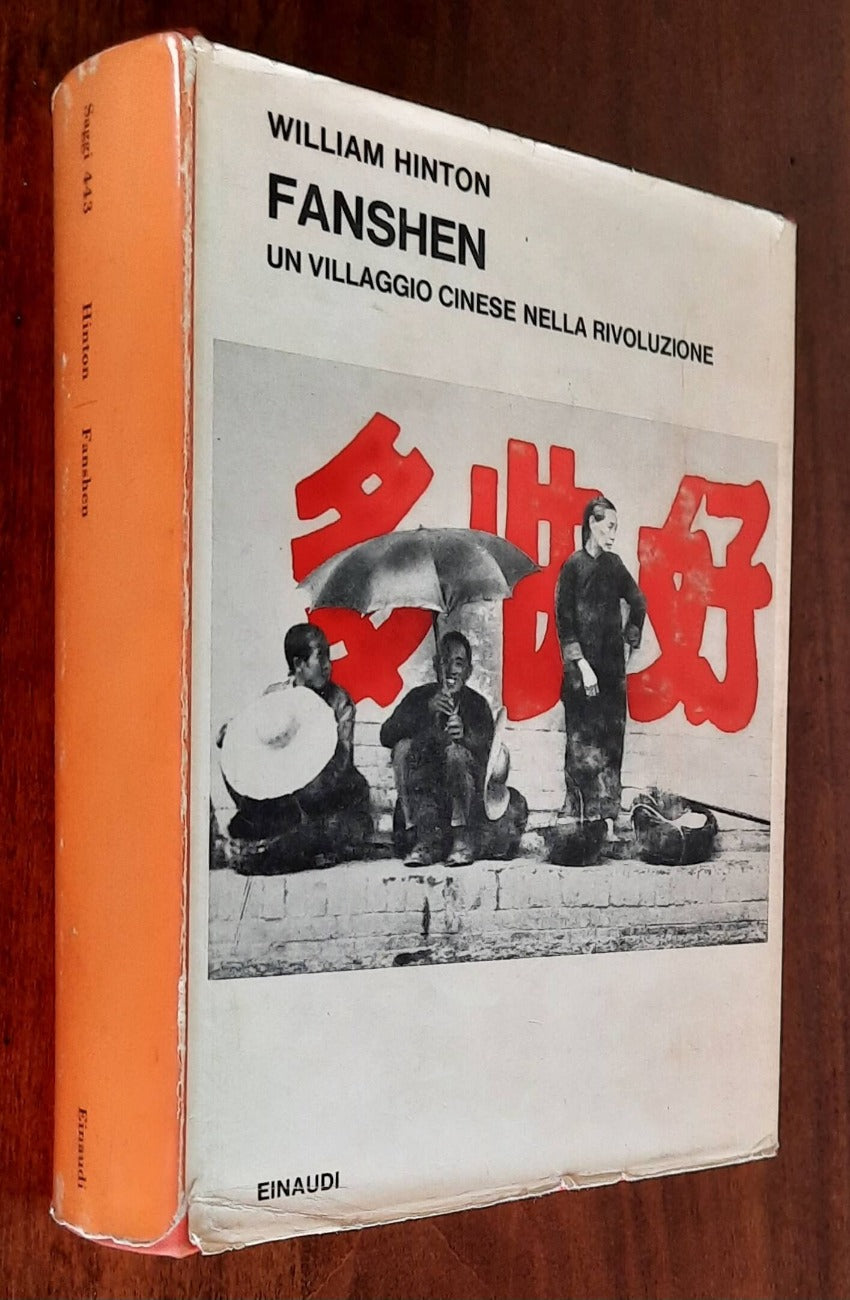 Saggi 443
Hinton | Fanshen
Einaudi
WILLIAM HINTON
FANSHEN
UN VILLAGGIO CINESE NELLA RIVOLUZIONE
多 好
EINAUDI